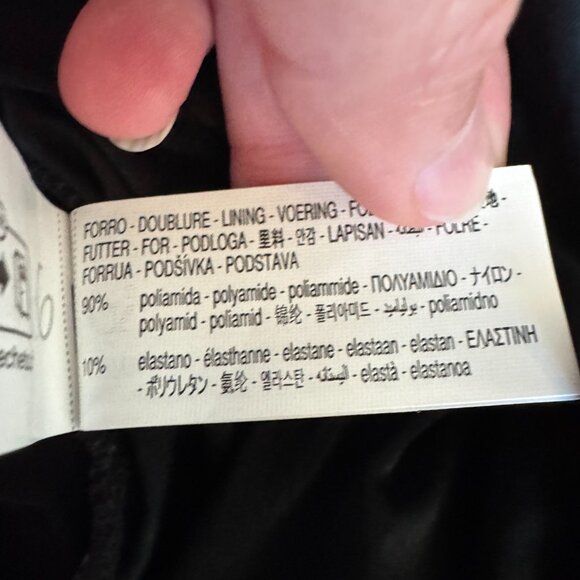 FORRO - DOUBLURE - LINING - VOERING -
FUTTER - FOR - PODLOGA - 里料 - 안감 - LAPISAN - - FOLRE -
FORRUA - PODŠÍVKA - PODSTAVA
90% poliamida - polyamide - poliammide - ΠΟΛΥΑΜΙΔΙΟ - ナイロン -
polyamid - poliamid - 锦纶 - 폴리아미드 - بوليأميد - poliamidno
10% elastano - élasthanne - elastane - elastaan - elastan - ΕΛΑΣΤΙΝΗ
- ポリウレタン - 氨纶 - 엘라스탄 - - elastà - elastanoa